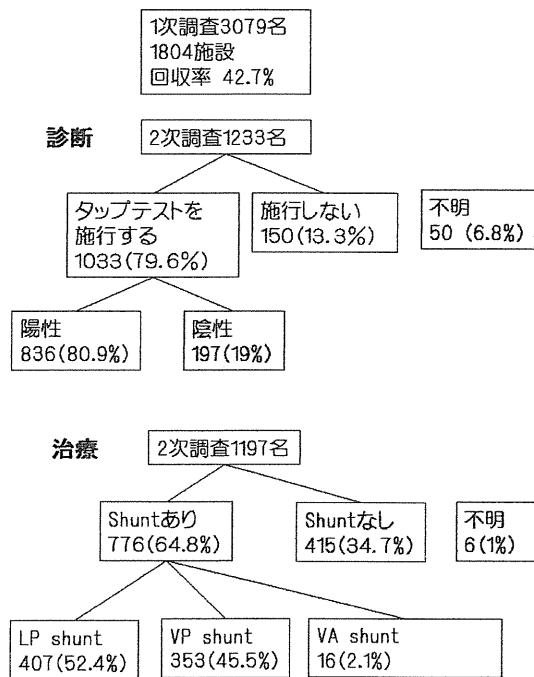 1次調査3079名
1804施設
回収率 42.7%
診断
2次調査1233名
タップテストを
施行する
1033(79.6%)
施行しない
150(13.3%)
不明
50 (6.8%)
陽性
836(80.9%)
陰性
197(19%)
治療
2次調査1197名
Shuntあり
776(64.8%)
Shuntなし
415(34.7%)
不明
6(1%)
LP shunt
407(52.4%)
VP shunt
353(45.5%)
VA shunt
16(2.1%)